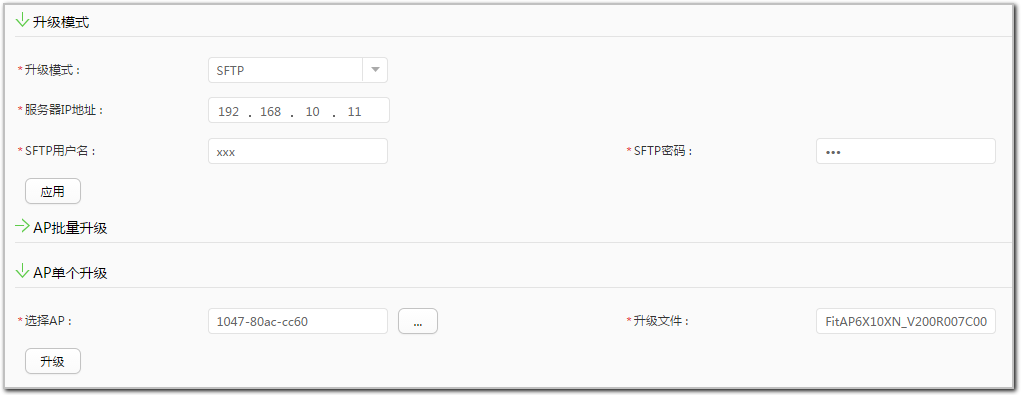 升级模式
*升级模式： SFTP
*服务器IP地址： 192 . 168 . 10 . 11
*SFTP用户名： xxx *SFTP密码： •••
应用
AP批量升级
AP单个升级
*选择AP： 1047-80ac-cc60 ... *升级文件： FitAP6X10XN_V200R007C00
升级